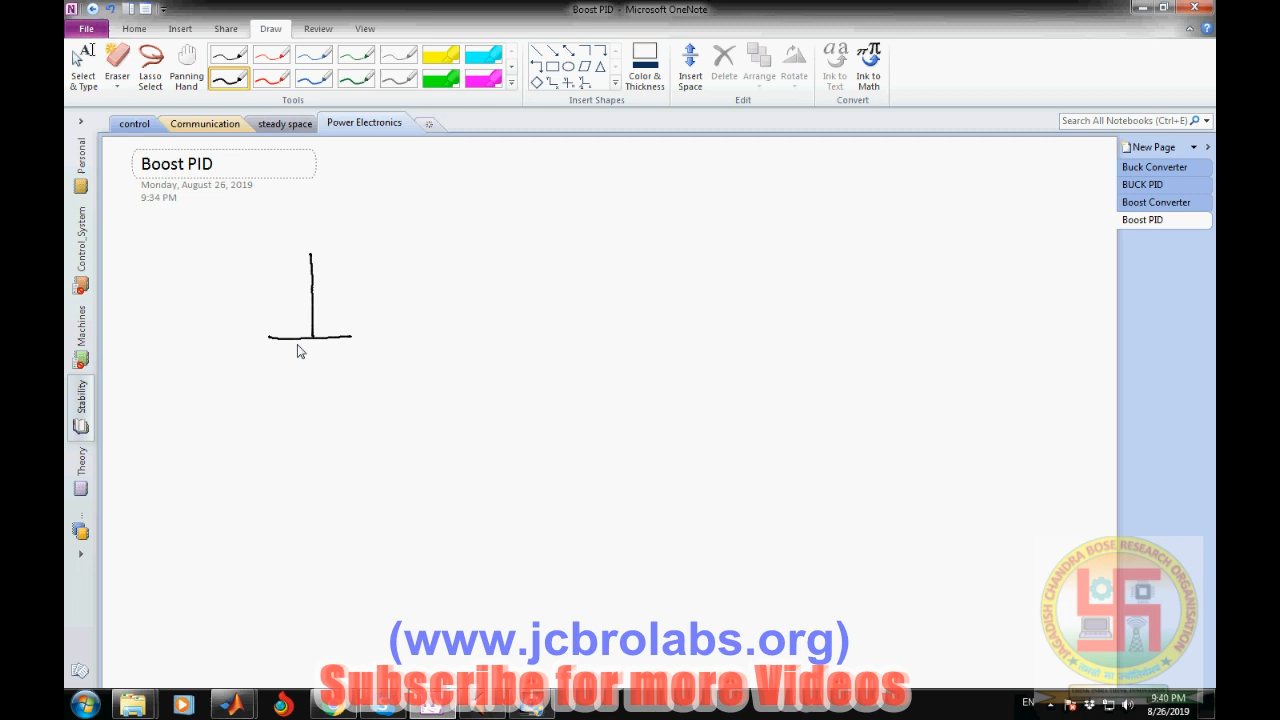 Boost PID - Microsoft OneNote
File Home Insert Share Draw Review View
Select & Type
Eraser
Lasso Select
Panning Hand
Color & Thickness
Insert Space
Delete
Arrange
Rotate
Ink to Text
Ink to Math
Tools
Insert Shapes
Edit
Convert
control Communication steady space Power Electronics
Search All Notebooks (Ctrl+E)
Personal
Control_System
Machines
Stability
Theory
New Page
Buck Converter
BUCK PID
Boost Converter
Boost PID
Boost PID
Monday, August 26, 2019
9:34 PM
JAGADISH CHANDRA BOSE RESEARCH ORGANISATION
(www.jcbrolabs.org)
Subscribe for more Videos
EN
9:40 PM
8/26/2019